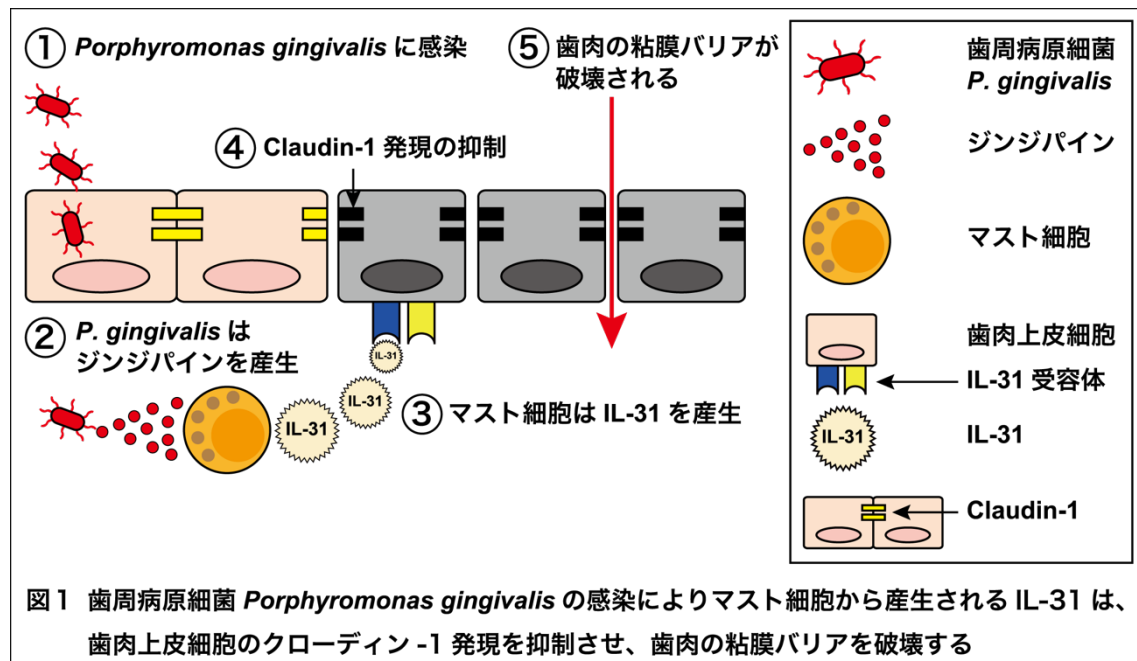 ① Porphyromonas gingivalis に感染
⑤ 歯肉の粘膜バリアが
破壊される
④ Claudin-1 発現の抑制
② P. gingivalis は
ジンジパインを産生
IL-31
IL-31
IL-31
③ マスト細胞は IL-31 を産生
歯周病原細菌
P. gingivalis
ジンジパイン
マスト細胞
歯肉上皮細胞
IL-31 受容体
IL-31
IL-31
Claudin-1
図1 歯周病原細菌 Porphyromonas gingivalis の感染によりマスト細胞から産生される IL-31 は、
歯肉上皮細胞のクローディン -1 発現を抑制させ、歯肉の粘膜バリアを破壊する